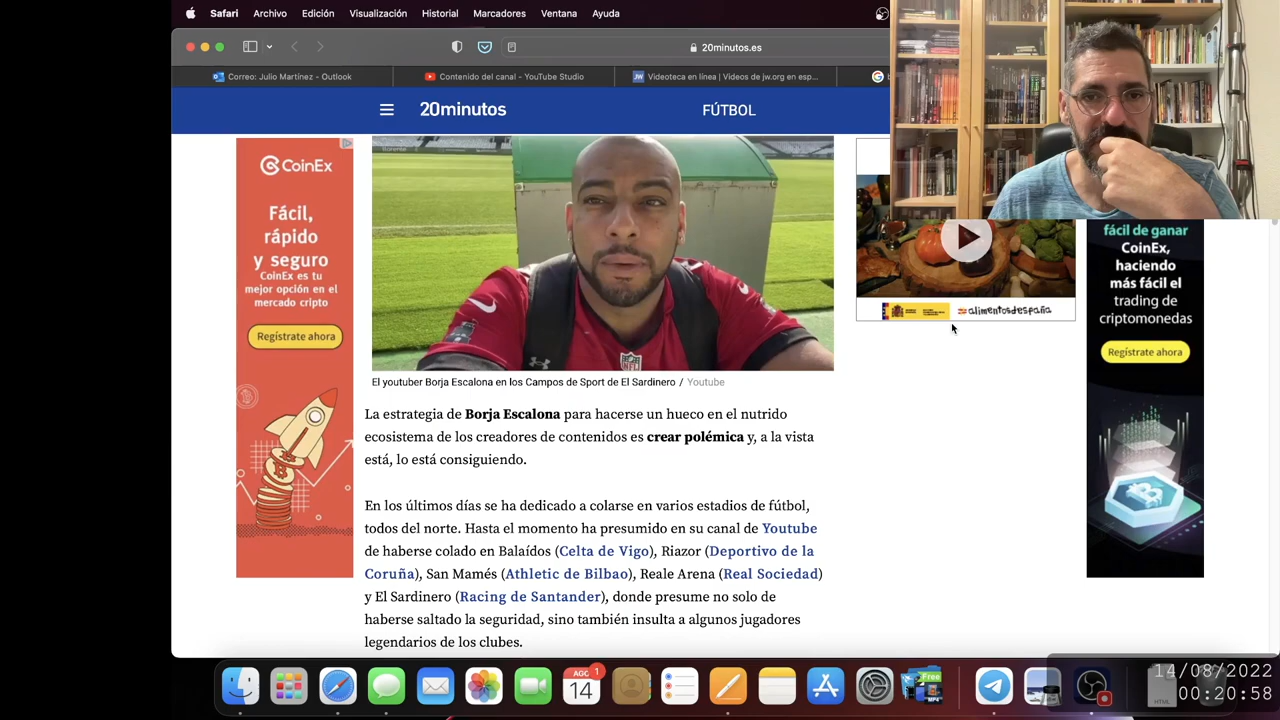 Safari Archivo Edición Visualización Historial Marcadores Ventana Ayuda
20minutos.es
Correo: Julio Martínez - Outlook
Contenido del canal - YouTube Studio
JW Videoteca en línea | Videos de jw.org en esp...
G
20minutos
FÚTBOL
CoinEx
Fácil,
rápido
y seguro
CoinEx es tu
mejor opción en el
mercado cripto
Regístrate ahora
NFL
El youtuber Borja Escalona en los Campos de Sport de El Sardinero / Youtube
La estrategia de Borja Escalona para hacerse un hueco en el nutrido
ecosistema de los creadores de contenidos es crear polémica y, a la vista
está, lo está consiguiendo.
En los últimos días se ha dedicado a colarse en varios estadios de fútbol,
todos del norte. Hasta el momento ha presumido en su canal de Youtube
de haberse colado en Balaídos (Celta de Vigo), Riazor (Deportivo de la
Coruña), San Mamés (Athletic de Bilbao), Reale Arena (Real Sociedad)
y El Sardinero (Racing de Santander), donde presume no solo de
haberse saltado la seguridad, sino también insulta a algunos jugadores
legendarios de los clubes.
alimentosdespaña
fácil de ganar
CoinEx,
haciendo
más fácil el
trading de
criptomonedas
Regístrate ahora
AGO 1
14
Free
MP4
HTML
14/08/2022
00:20:58